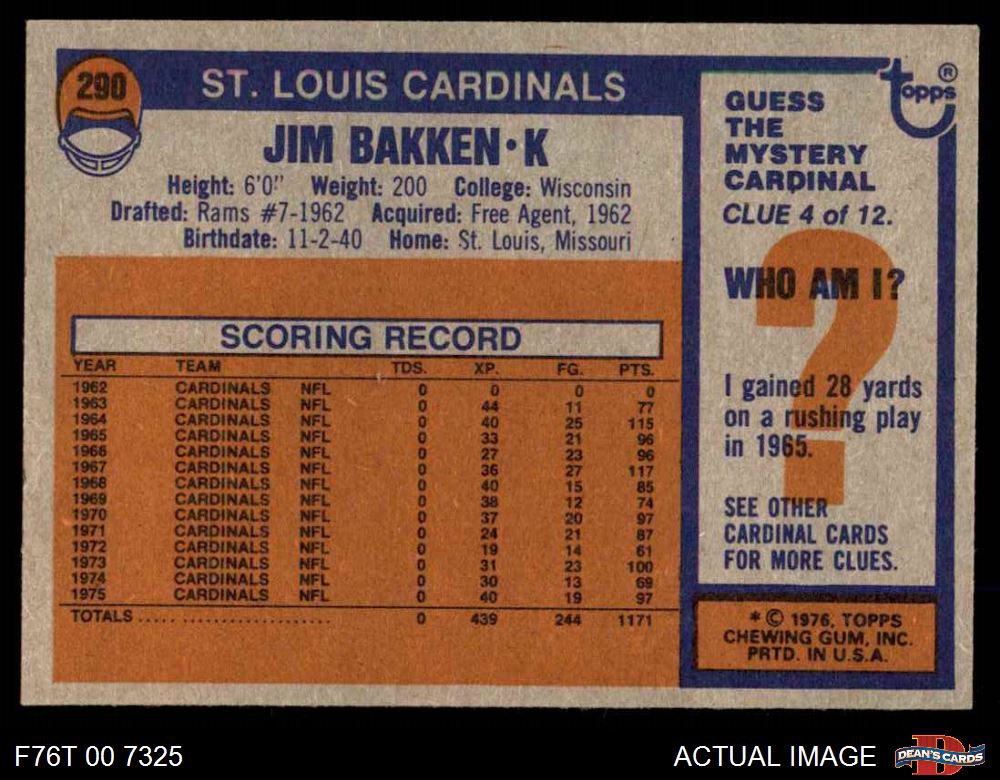 290
ST. LOUIS CARDINALS
JIM BAKKEN•K
Height: 6'0" Weight: 200 College: Wisconsin
Drafted: Rams #7-1962 Acquired: Free Agent, 1962
Birthdate: 11-2-40 Home: St. Louis, Missouri
SCORING RECORD
YEAR TEAM TDS. XP. FG. PTS.
1962 CARDINALS NFL 0 0 0 0
1963 CARDINALS NFL 0 44 11 77
1964 CARDINALS NFL 0 40 25 115
1965 CARDINALS NFL 0 33 21 96
1966 CARDINALS NFL 0 27 23 96
1967 CARDINALS NFL 0 36 27 117
1968 CARDINALS NFL 0 40 15 85
1969 CARDINALS NFL 0 38 12 74
1970 CARDINALS NFL 0 37 20 97
1971 CARDINALS NFL 0 24 21 87
1972 CARDINALS NFL 0 19 14 61
1973 CARDINALS NFL 0 31 23 100
1974 CARDINALS NFL 0 30 13 69
1975 CARDINALS NFL 0 40 19 97
TOTALS ........................ 0 439 244 1171
topps®
GUESS
THE
MYSTERY
CARDINAL
CLUE 4 of 12.
WHO AM I?
?
I gained 28 yards
on a rushing play
in 1965.
SEE OTHER
CARDINAL CARDS
FOR MORE CLUES.
* © 1976, TOPPS
CHEWING GUM, INC.
PRTD. IN U.S.A.
F76T 00 7325
ACTUAL IMAGE
D
DEAN'S CARDS